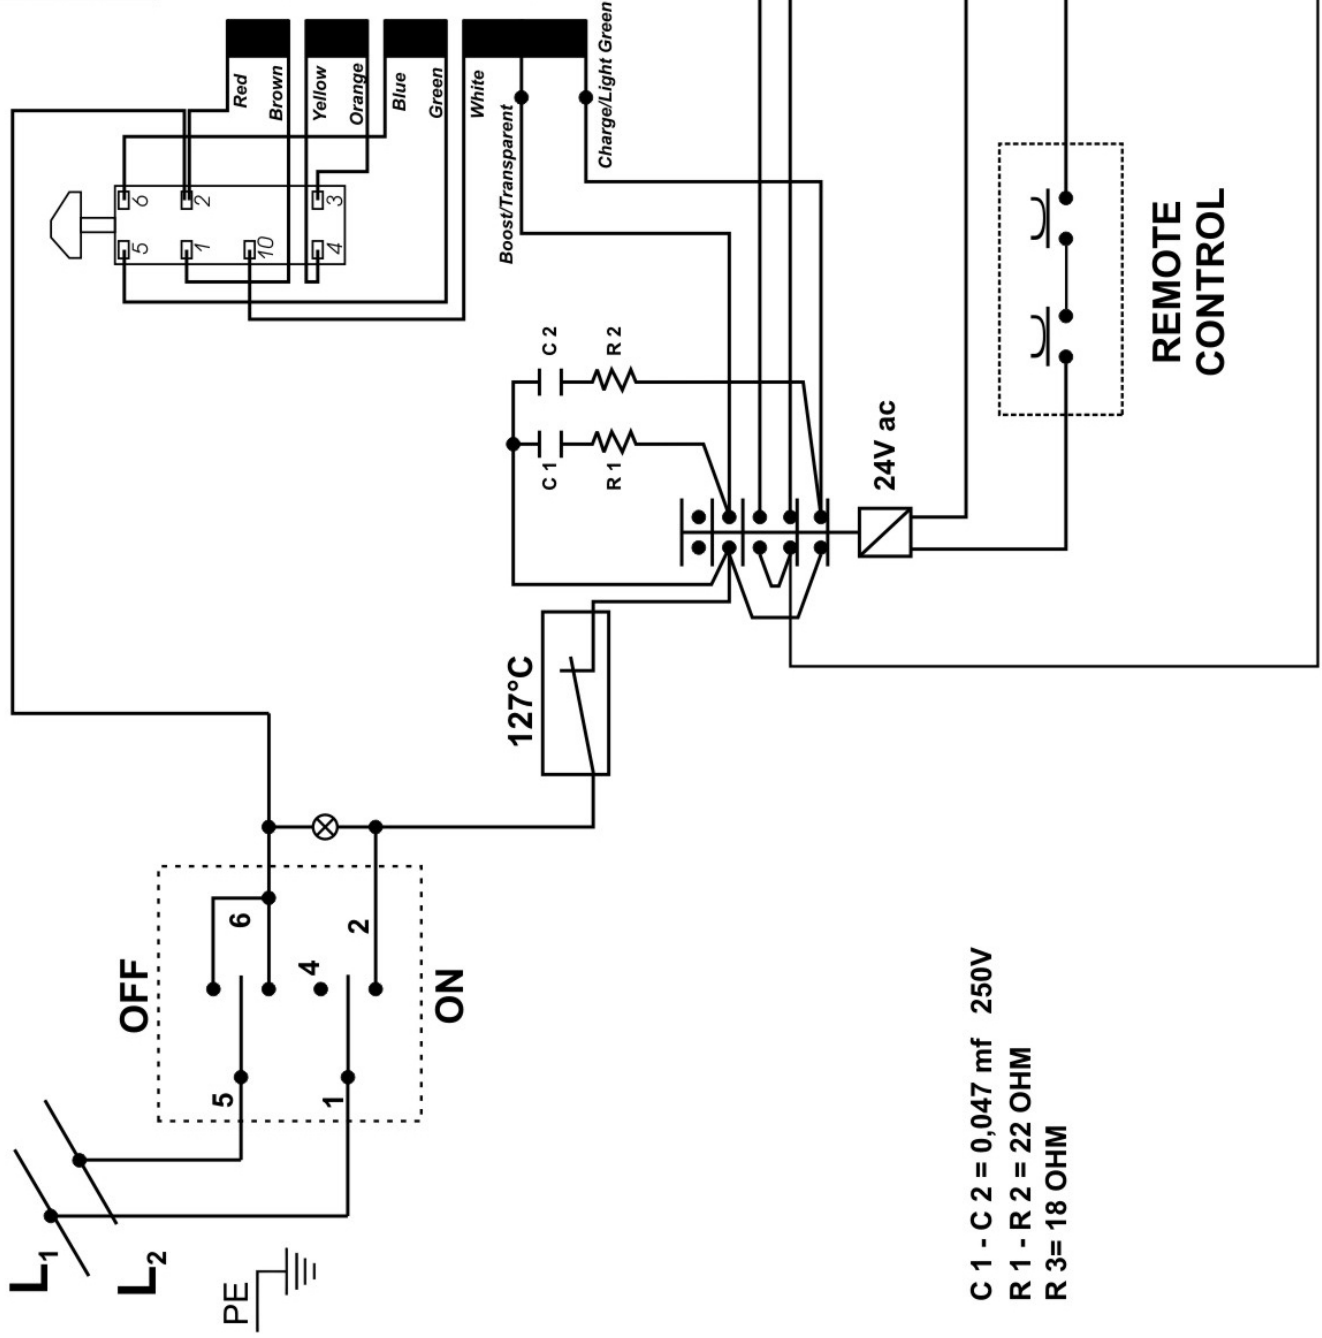 Red
Brown
Yellow
Orange
Blue
Green
White
Boost/Transparent
Charge/Light Green
6
2
3
5
1
10
4
C 2
R 2
C 1
R 1
24V ac
REMOTE
CONTROL
127°C
OFF
6
4
2
5
1
ON
L1
L2
PE
C 1 - C 2 = 0,047 mf 250V
R 1 - R 2 = 22 OHM
R 3= 18 OHM